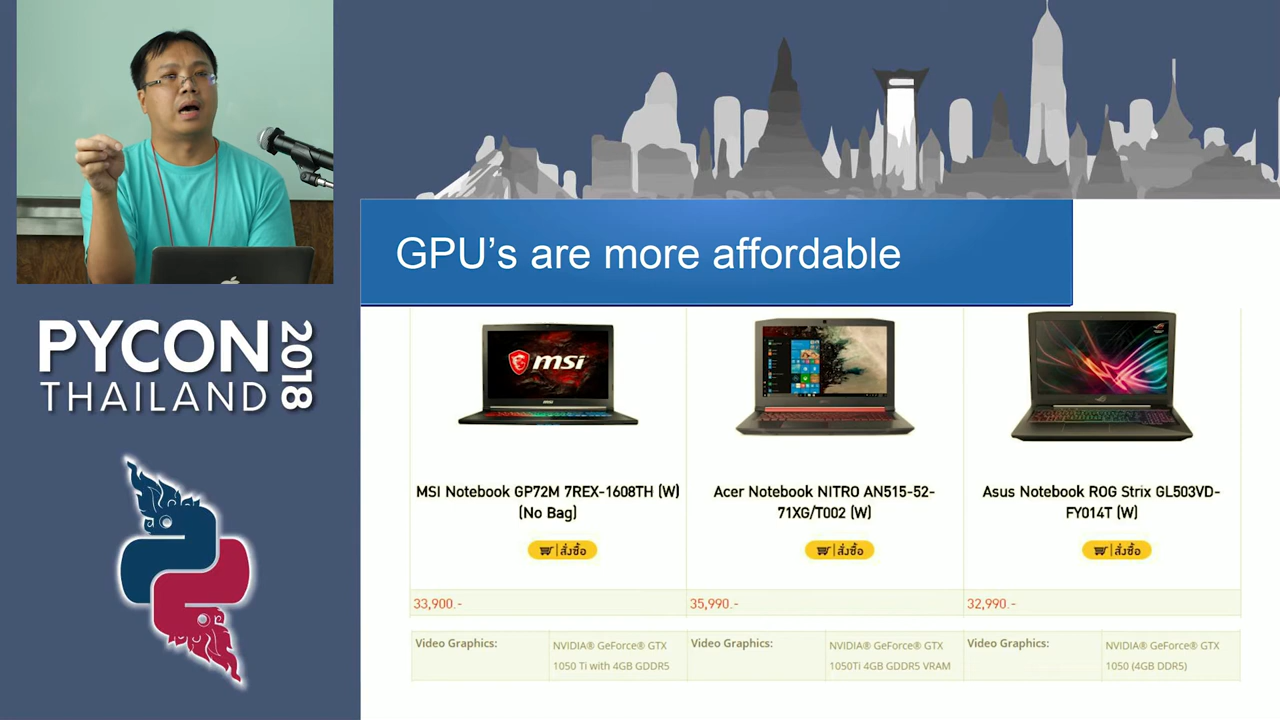 PYCON
THAILAND
2018
GPU’s are more affordable
msi
MSI Notebook GP72M 7REX-1608TH (W)
(No Bag)
สั่งซื้อ
33,900.-
Video Graphics:
NVIDIA® GeForce® GTX
1050 Ti with 4GB GDDR5
Acer Notebook NITRO AN515-52-
71XG/T002 (W)
สั่งซื้อ
35,990.-
Video Graphics:
NVIDIA® GeForce® GTX
1050Ti 4GB GDDR5 VRAM
Asus Notebook ROG Strix GL503VD-
FY014T (W)
สั่งซื้อ
32,990.-
Video Graphics:
NVIDIA® GeForce® GTX
1050 (4GB DDR5)